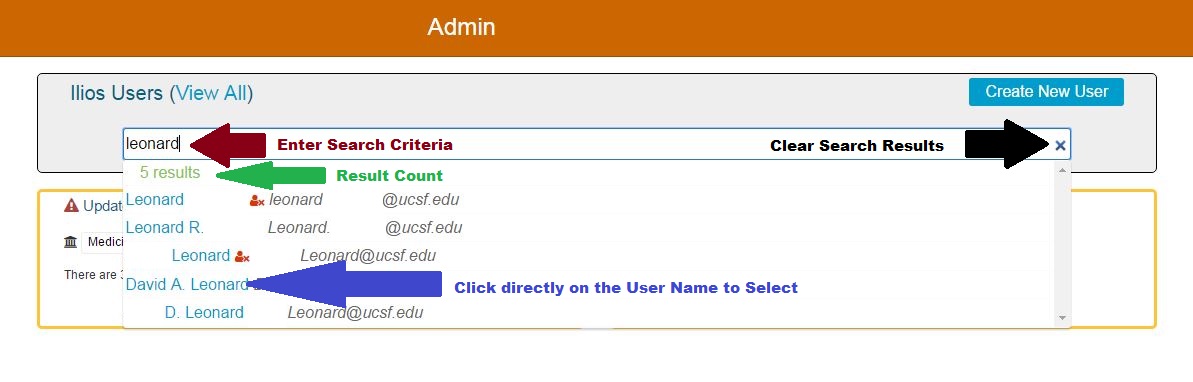 Admin
Ilios Users (View All)
Create New User
leonard
Enter Search Criteria
Clear Search Results
5 results
Result Count
Leonard leonard @ucsf.edu
Leonard R. Leonard. @ucsf.edu
Leonard Leonard@ucsf.edu
David A. Leonard
Click directly on the User Name to Select
D. Leonard Leonard@ucsf.edu
Updat
Medici
There are 3